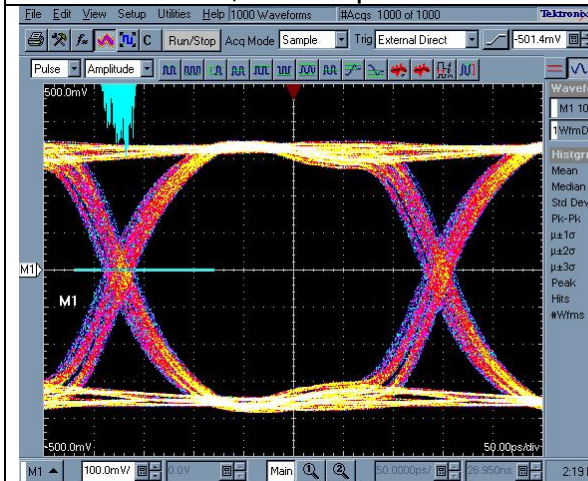 File Edit View Setup Utilities Help 1000 Waveforms #Acqs 1000 of 1000 Tektronix
C Run/Stop Acq Mode Sample Trig External Direct -501.4mV
Pulse Amplitude
500.0mV
Wavefo
M1 10
1WfmD
Histgr
Mean
Median
Std Dev
Pk-Pk
µ±1σ
µ±2σ
µ±3σ
Peak
Hits
#Wfms
M1
M1
-500.0mV 50.00ps/div
M1 100.0mV/ 0.0V Main 50.0000ps/ 26.950ns 2:19